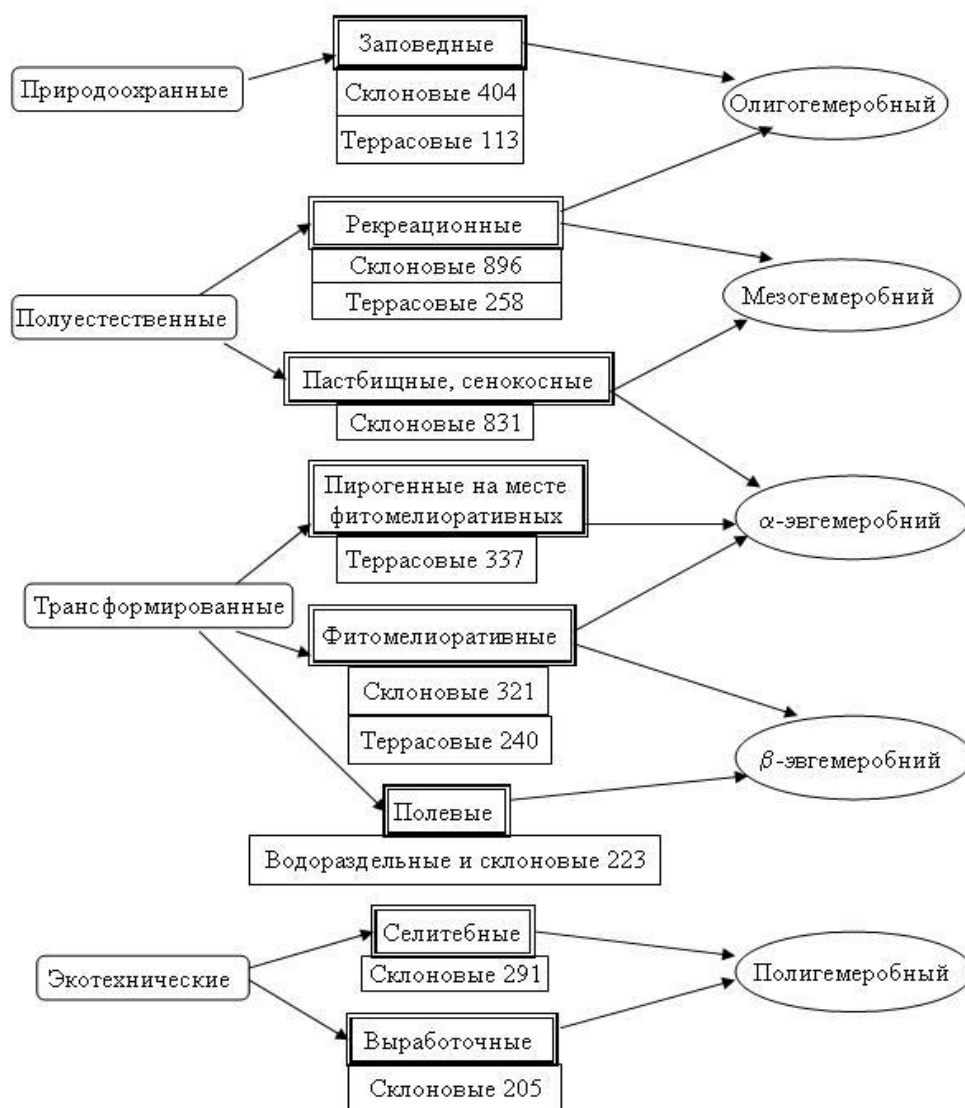 Заповедные
Природоохранные
Склоновые 404
Олигогемеробный
Террасовые 113
Рекреационные
Склоновые 896
Мезогемеробний
Террасовые 258
Полуестественные
Пастбищные, сенокосные
Склоновые 831
Пирогенные на месте
фитомелиоративных
α-эвгемеробний
Террасовые 337
Трансформированные
Фитомелиоративные
Склоновые 321
Террасовые 240
β-эвгемеробний
Полевые
Водораздельные и склоновые 223
Селитебные
Склоновые 291
Экотехнические
Полигемеробный
Выработочные
Склоновые 205